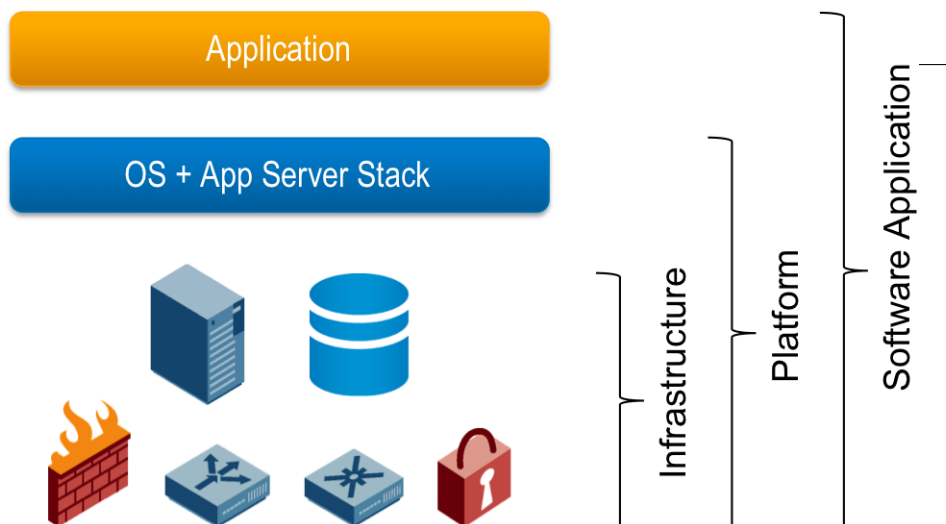 Application
OS + App Server Stack
Infrastructure
Platform
Software Application